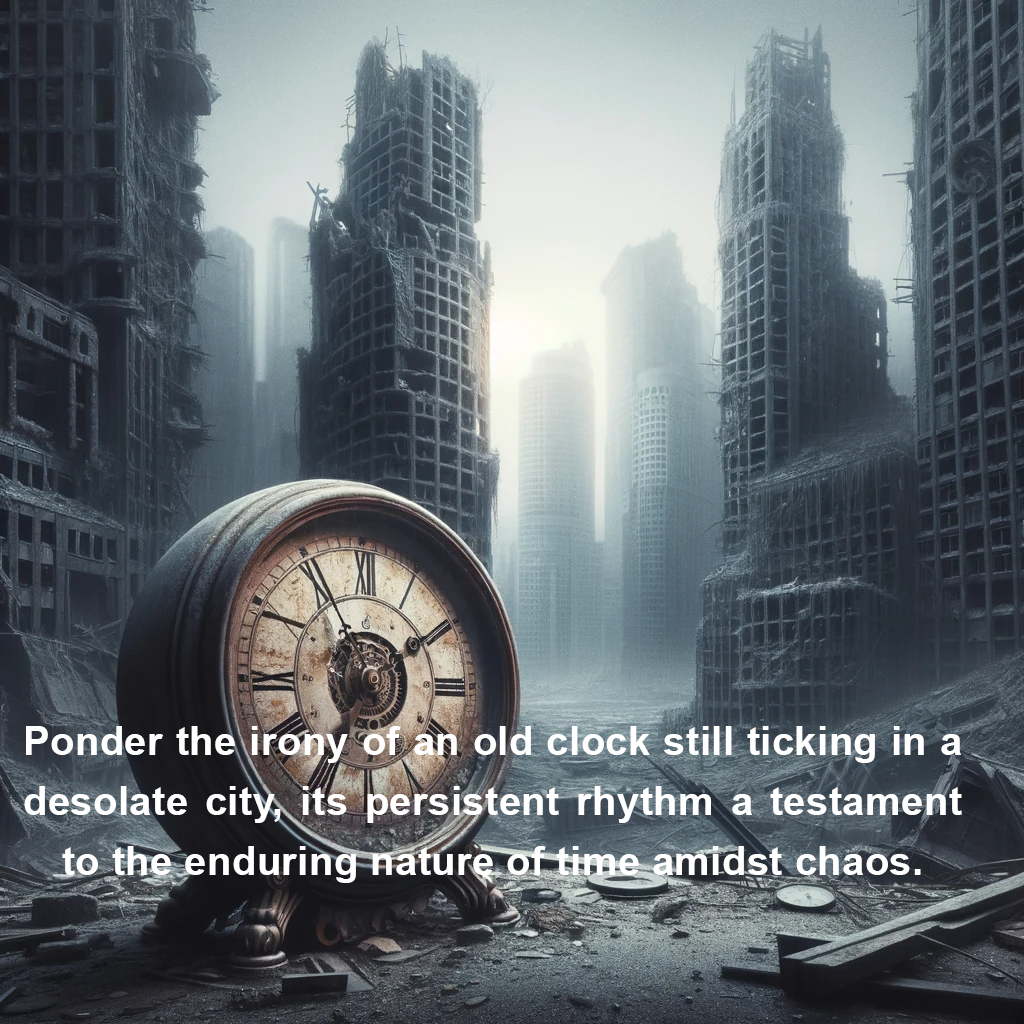 Ponder the irony of an old clock still ticking in a
desolate city, its persistent rhythm a testament
to the enduring nature of time amidst chaos.